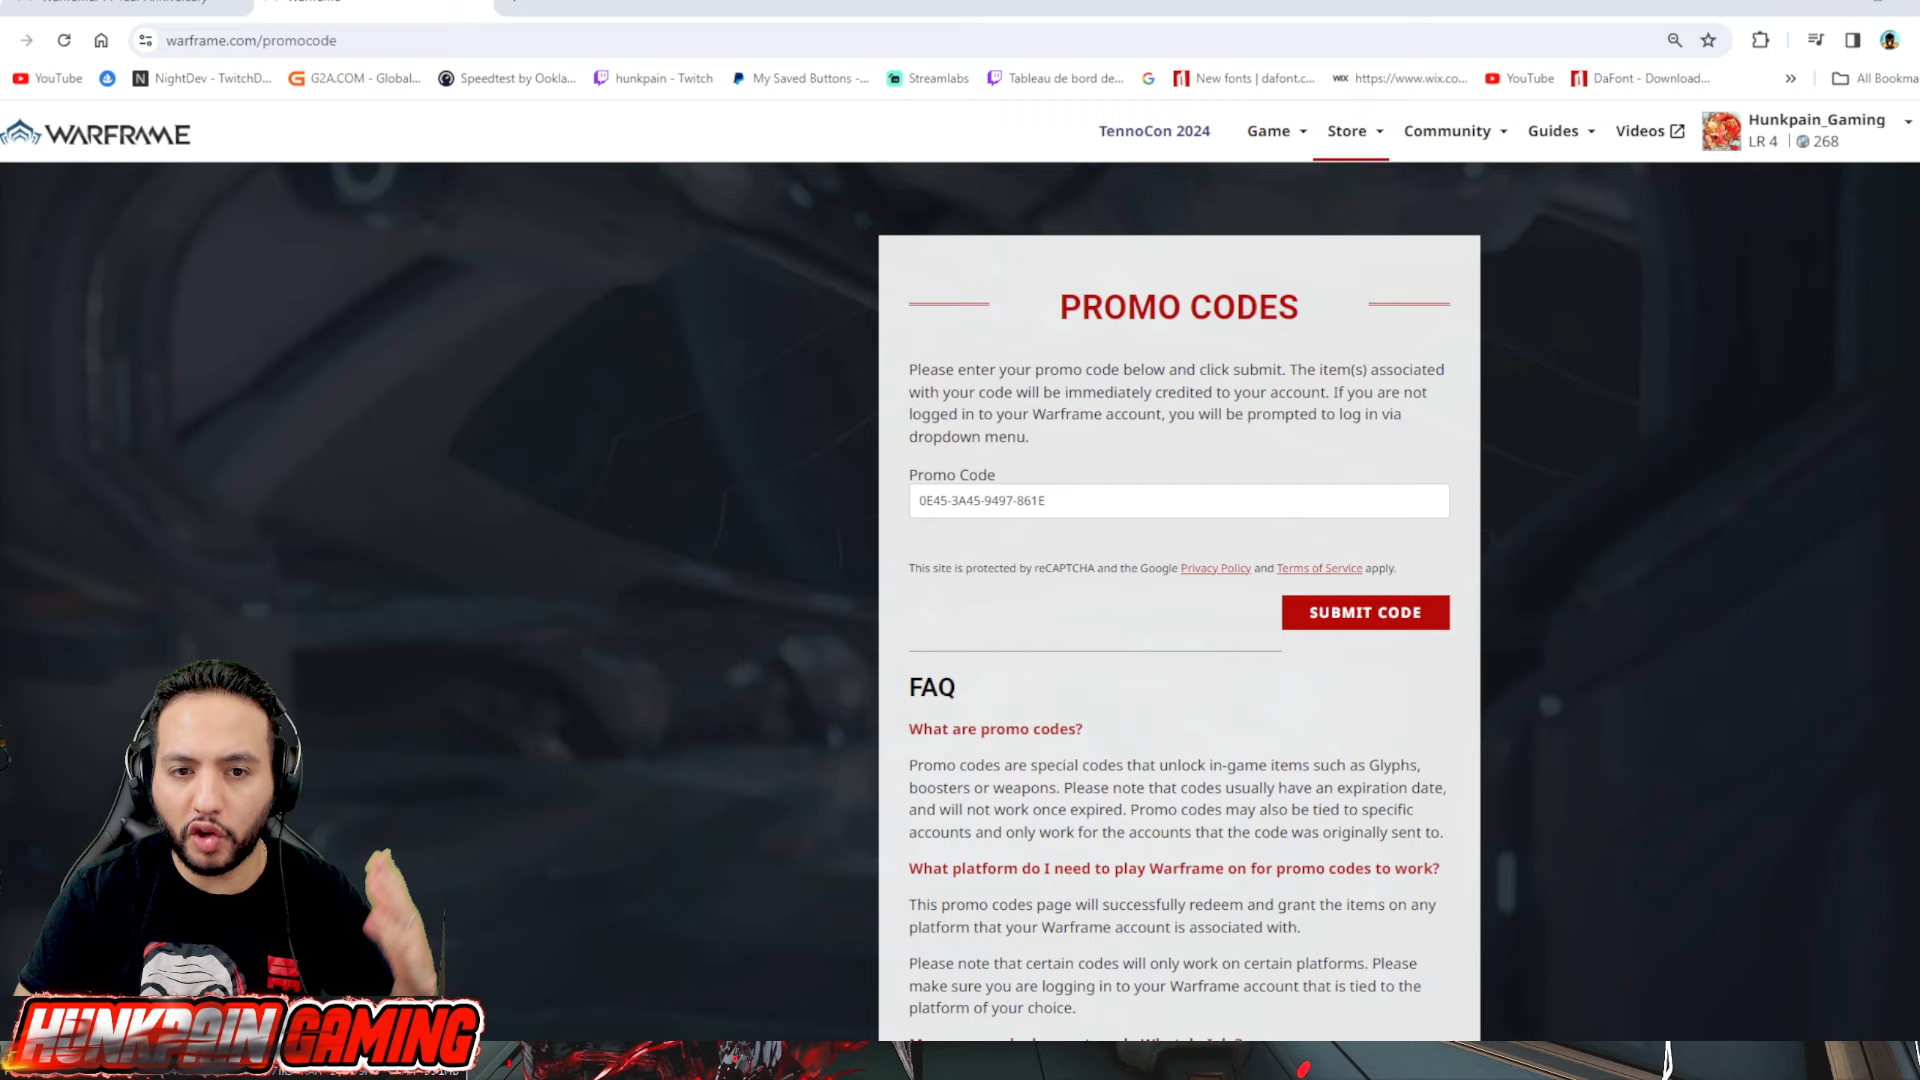 warframe.com/promocode
YouTube
NightDev - TwitchD...
G2A.COM - Global...
Speedtest by Ookla...
hunkpain - Twitch
My Saved Buttons -...
Streamlabs
Tableau de bord de...
New fonts | dafont.c...
WiX https://www.wix.co...
YouTube
DaFont - Download...
»
All Bookma
WARFRAME
TennoCon 2024
Game
Store
Community
Guides
Videos
Hunkpain_Gaming
LR 4 | 268
PROMO CODES
Please enter your promo code below and click submit. The item(s) associated
with your code will be immediately credited to your account. If you are not
logged in to your Warframe account, you will be prompted to log in via
dropdown menu.
Promo Code
0E45-3A45-9497-861E
This site is protected by reCAPTCHA and the Google Privacy Policy and Terms of Service apply.
SUBMIT CODE
FAQ
What are promo codes?
Promo codes are special codes that unlock in-game items such as Glyphs,
boosters or weapons. Please note that codes usually have an expiration date,
and will not work once expired. Promo codes may also be tied to specific
accounts and only work for the accounts that the code was originally sent to.
What platform do I need to play Warframe on for promo codes to work?
This promo codes page will successfully redeem and grant the items on any
platform that your Warframe account is associated with.
Please note that certain codes will only work on certain platforms. Please
make sure you are logging in to your Warframe account that is tied to the
platform of your choice.
HUNKPAIN GAMING